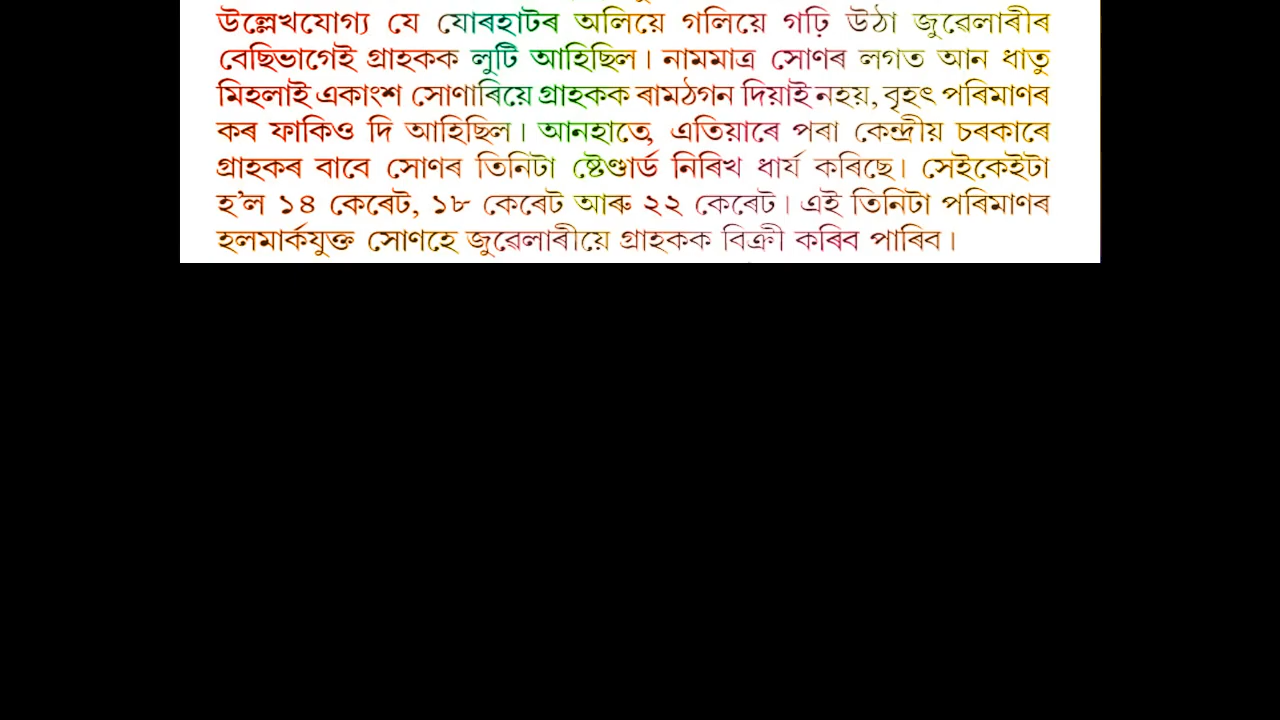 উল্লেখযোগ্য যে যোৰহাটৰ অলিয়ে গলিয়ে গঢ়ি উঠা জুৱেলাৰীৰ
বেছিভাগেই গ্ৰাহকক লুটি আহিছিল। নামমাত্ৰ সোণৰ লগত আন ধাতু
মিহলাই একাংশ সোণাৰিয়ে গ্ৰাহকক ৰামঠগন দিয়াই নহয়, বৃহৎ পৰিমাণৰ
কৰ ফাকিও দি আহিছিল। আনহাতে, এতিয়াৰে পৰা কেন্দ্ৰীয় চৰকাৰে
গ্ৰাহকৰ বাবে সোণৰ তিনিটা ষ্টেণ্ডাৰ্ড নিৰিখ ধাৰ্য কৰিছে। সেইকেইটা
হ'ল ১৪ কেৰেট, ১৮ কেৰেট আৰু ২২ কেৰেট। এই তিনিটা পৰিমাণৰ
হলমাৰ্কযুক্ত সোণহে জুৱেলাৰীয়ে গ্ৰাহকক বিক্ৰী কৰিব পাৰিব।